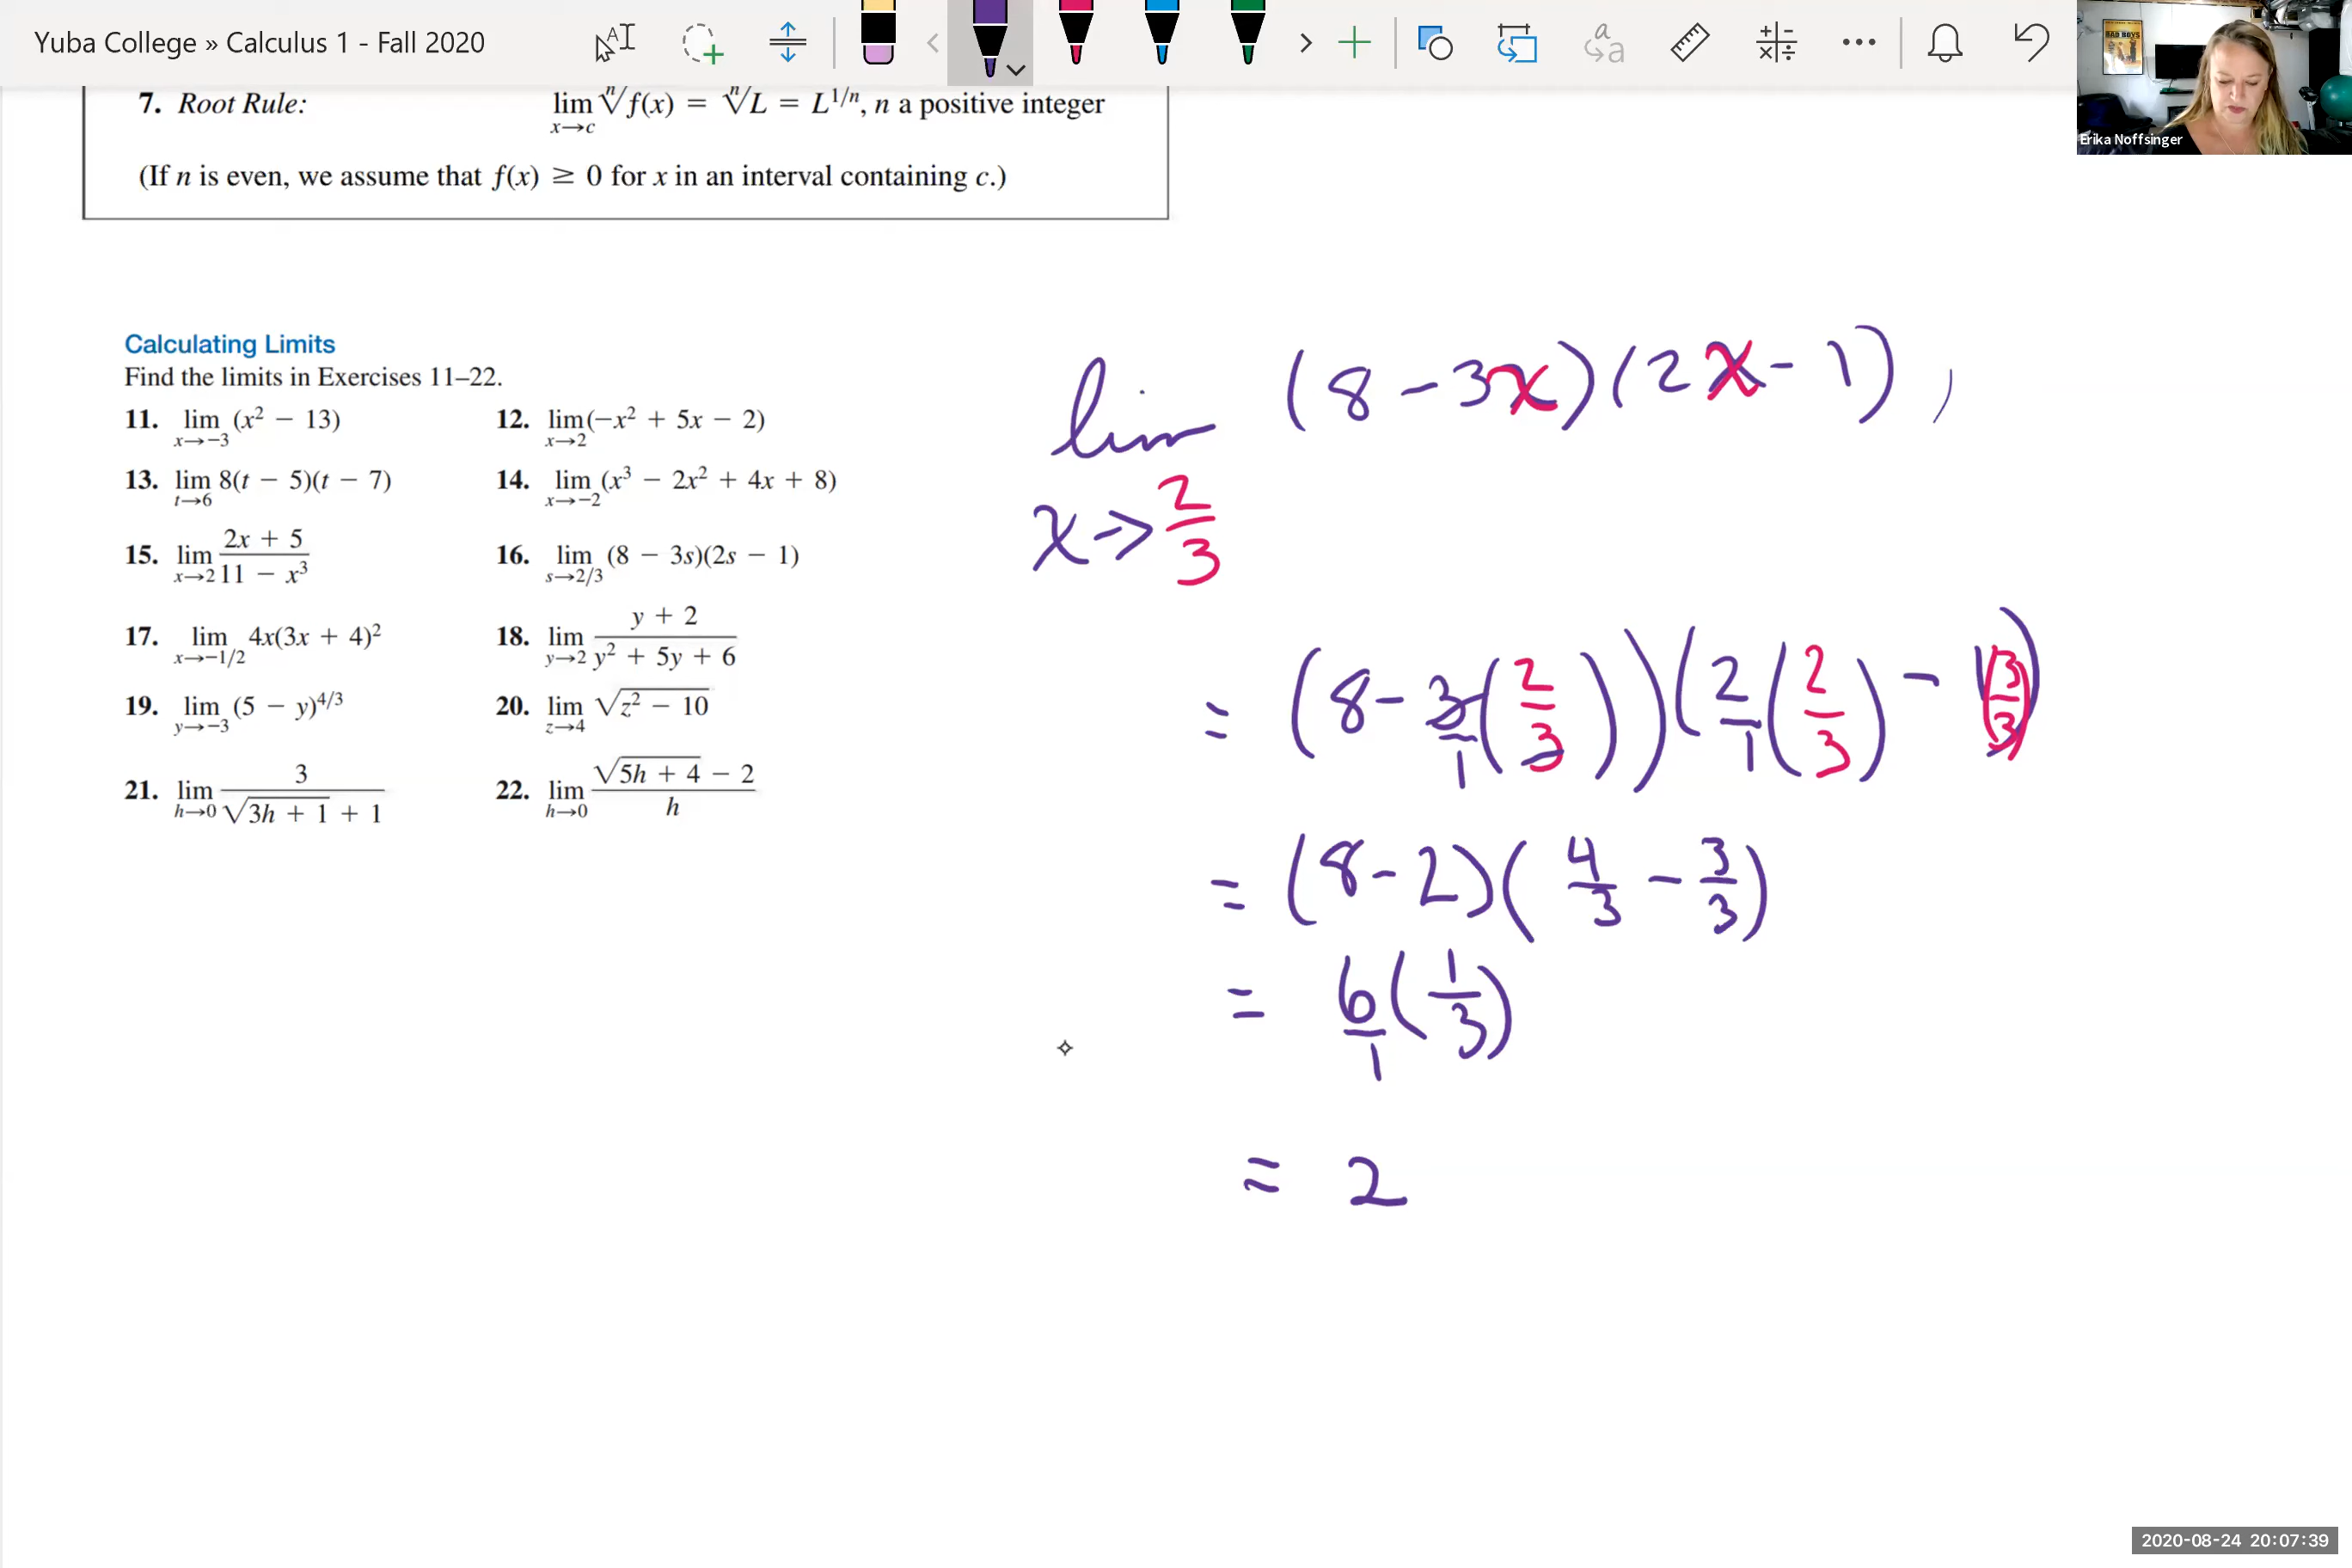 Yuba College » Calculus 1 - Fall 2020
7. Root Rule: lim x→c ⁿ√f(x) = ⁿ√L = L^(1/n), n a positive integer
(If n is even, we assume that f(x) ≥ 0 for x in an interval containing c.)
Erika Noffsinger
Calculating Limits
Find the limits in Exercises 11–22.
11. lim x→−3 (x² − 13)
12. lim x→2 (−x² + 5x − 2)
13. lim t→6 8(t − 5)(t − 7)
14. lim x→−2 (x³ − 2x² + 4x + 8)
15. lim x→2 (2x + 5)/(11 − x³)
16. lim s→2/3 (8 − 3s)(2s − 1)
17. lim x→−1/2 4x(3x + 4)²
18. lim y→2 (y + 2)/(y² + 5y + 6)
19. lim y→−3 (5 − y)^(4/3)
20. lim z→4 √(z² − 10)
21. lim h→0 3/(√(3h + 1) + 1)
22. lim h→0 (√(5h + 4) − 2)/h
lim x→2/3 (8 − 3x)(2x − 1),
= (8 − 3/1(2/3))(2/1(2/3) − 1(3/3))
= (8 − 2)(4/3 − 3/3)
= 6/1(1/3)
= 2
2020-08-24 20:07:39